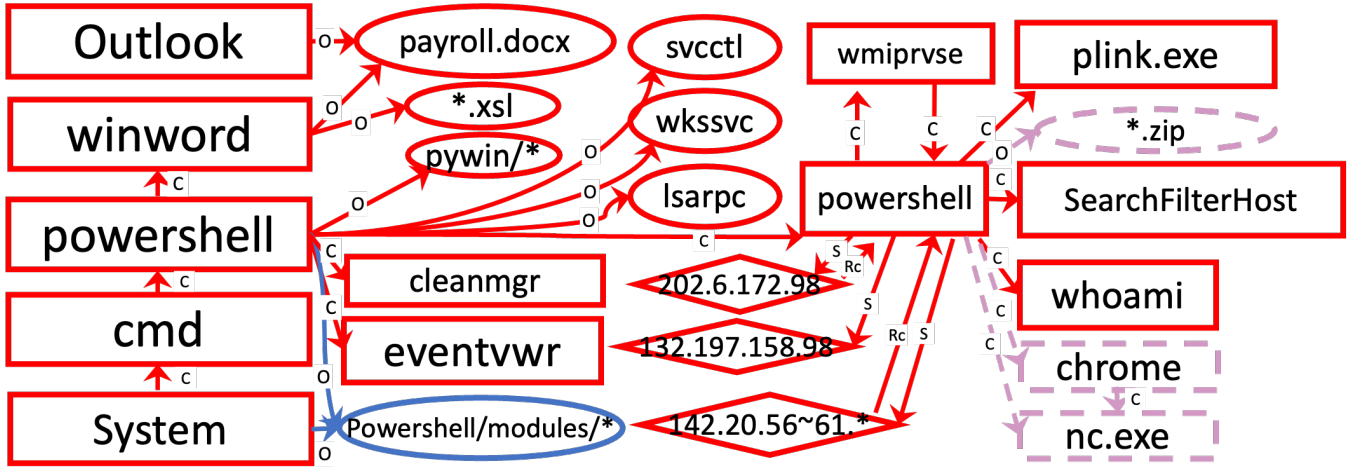 Outlook
O
payroll.docx
winword
O
O
*.xsl
pywin/*
C
powershell
O
C
cmd
C
System
O
O
Powershell/modules/*
C
cleanmgr
C
eventvwr
svcctl
O
wkssvc
O
lsarpc
O
C
wmiprvse
C
C
powershell
C
plink.exe
O
*.zip
C
SearchFilterHost
C
whoami
C
chrome
C
C
nc.exe
S
Rc
202.6.172.98
S
132.197.158.98
Rc
S
142.20.56~61.*